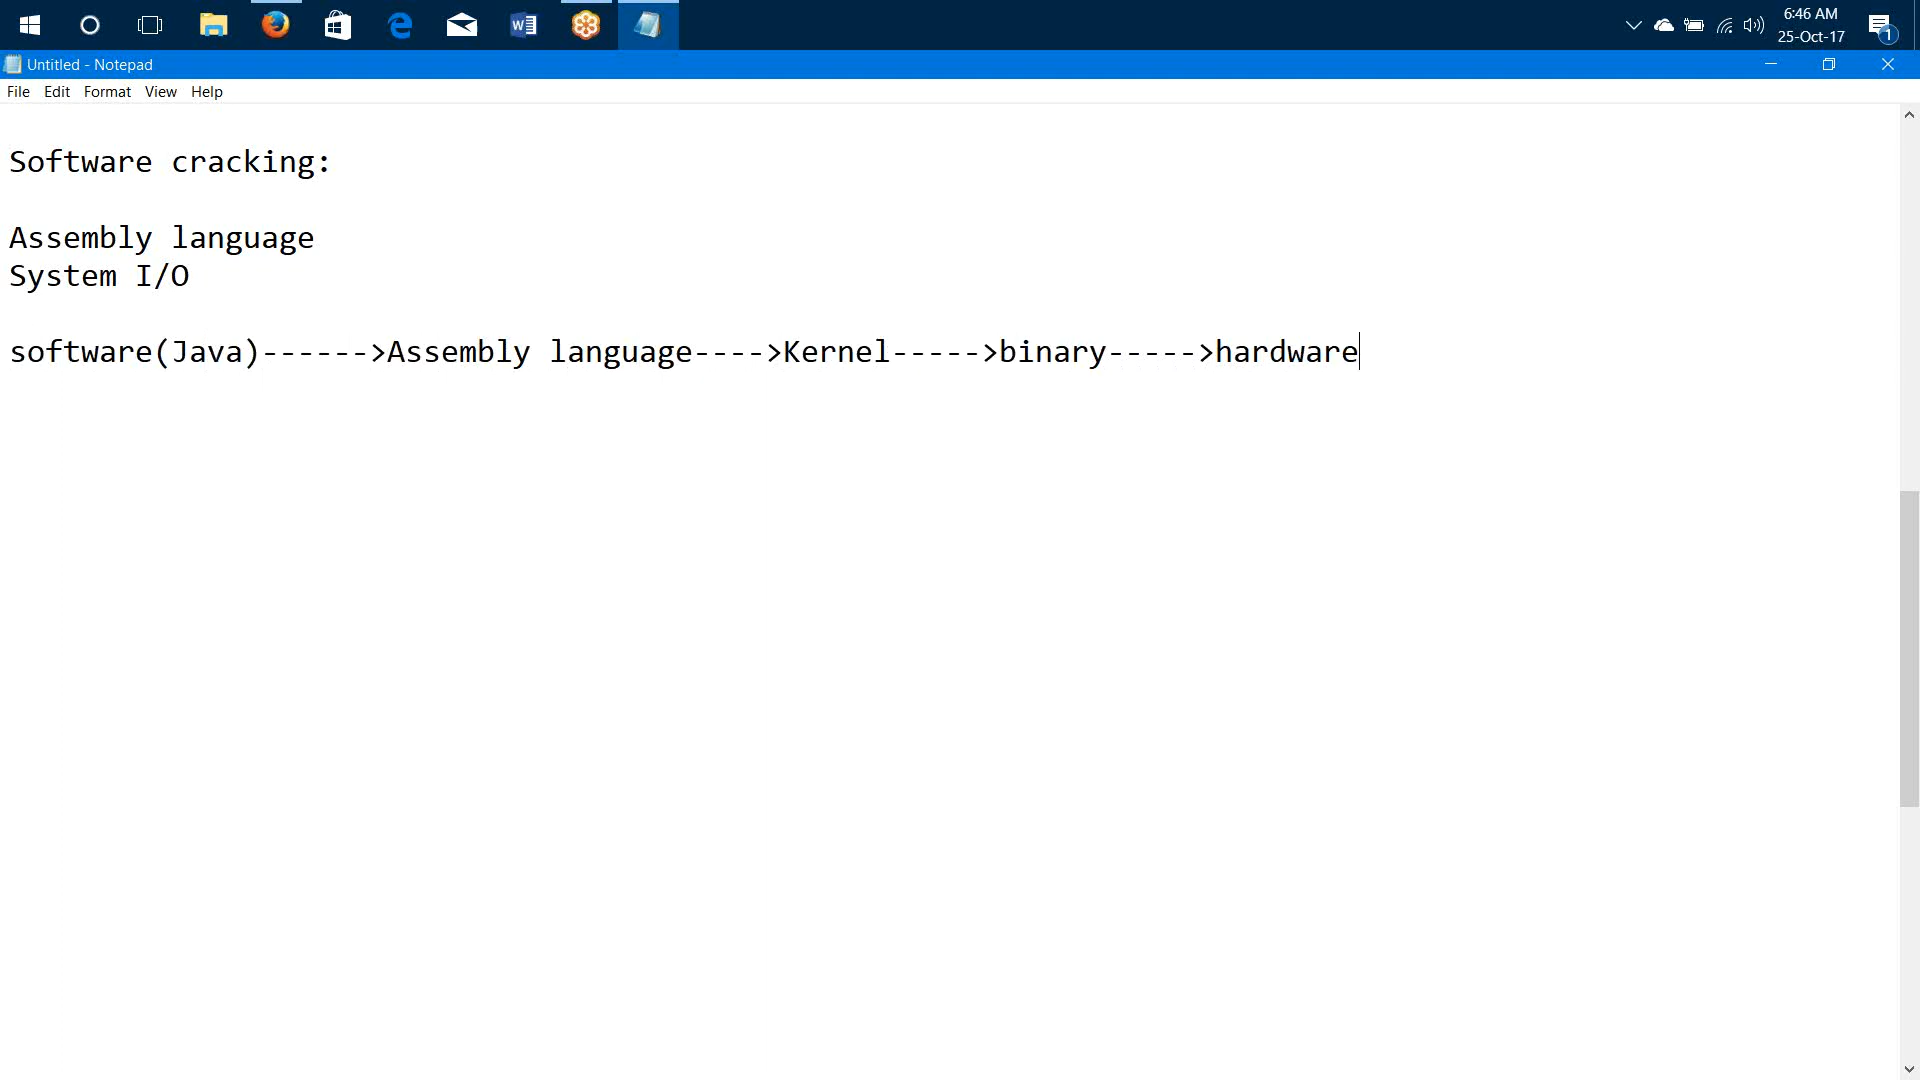 6:46 AM
25-Oct-17
1
Untitled - Notepad
File Edit Format View Help
Software cracking:
Assembly language
System I/O
software(Java)------>Assembly language---->Kernel----->binary----->hardware